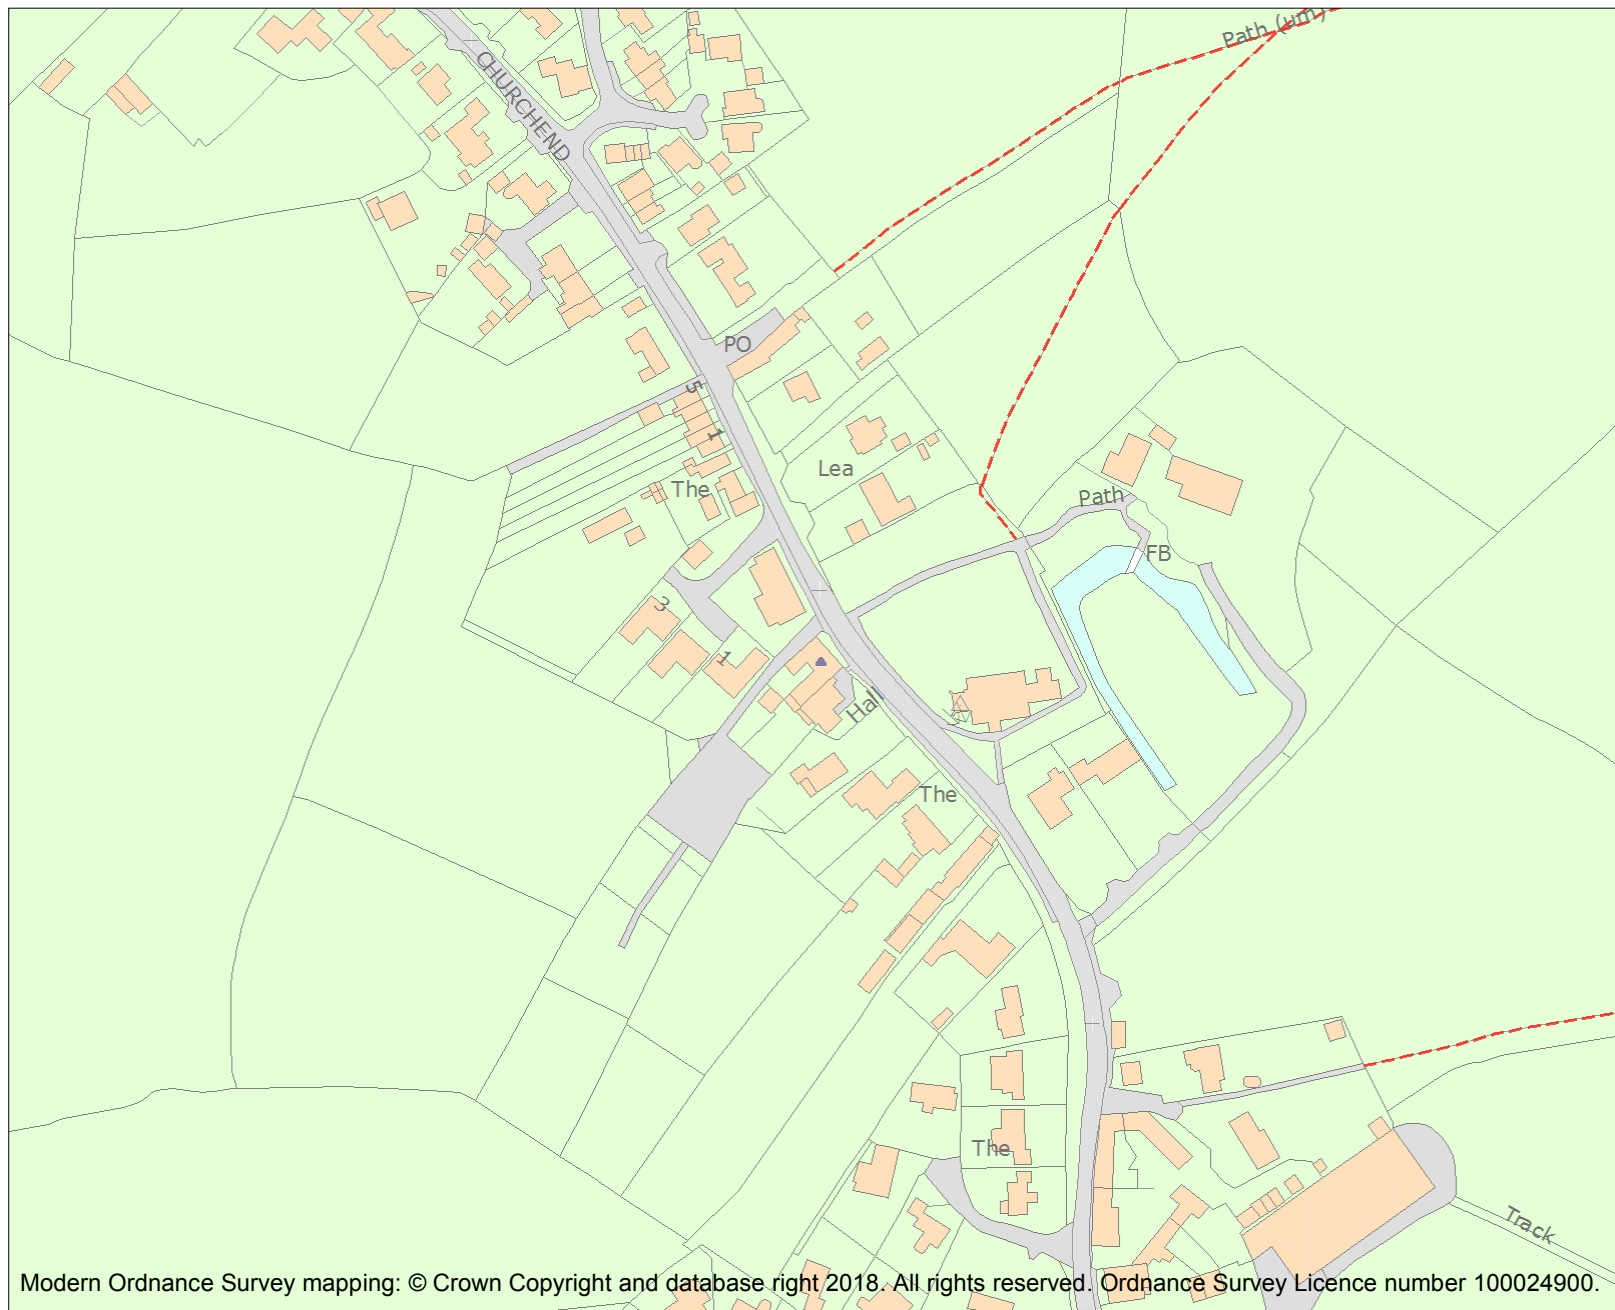 Path (um)
CHURCHEND
PO
5
1
Lea
The
Path
FB
3
1
Hall
The
The
Track
Modern Ordnance Survey mapping: © Crown Copyright and database right 2018. All rights reserved. Ordnance Survey Licence number 100024900.